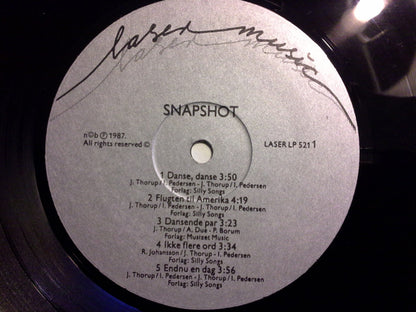 laser music
laser music
SNAPSHOT
n©b Ⓟ 1987.
All rights reserved ©
LASER LP 521 1
1 Danse, danse 3:50
J. Thorup/I. Pedersen - J. Thorup/I. Pedersen
Forlag: Silly Songs
2 Flugten til Amerika 4:19
J. Thorup/I. Pedersen - J. Thorup/I. Pedersen
Forlag: Silly Songs
3 Dansende par 3:23
J. Thorup/A. Due - P. Borum
Forlag: Musizet Music
4 Ikke flere ord 3:34
R. Johansson/I. Pedersen - J. Thorup
Forlag: Silly Songs
5 Endnu en dag 3:56
J. Thorup/I. Pedersen - J. Thorup/I. Pedersen
Forlag: Silly Songs